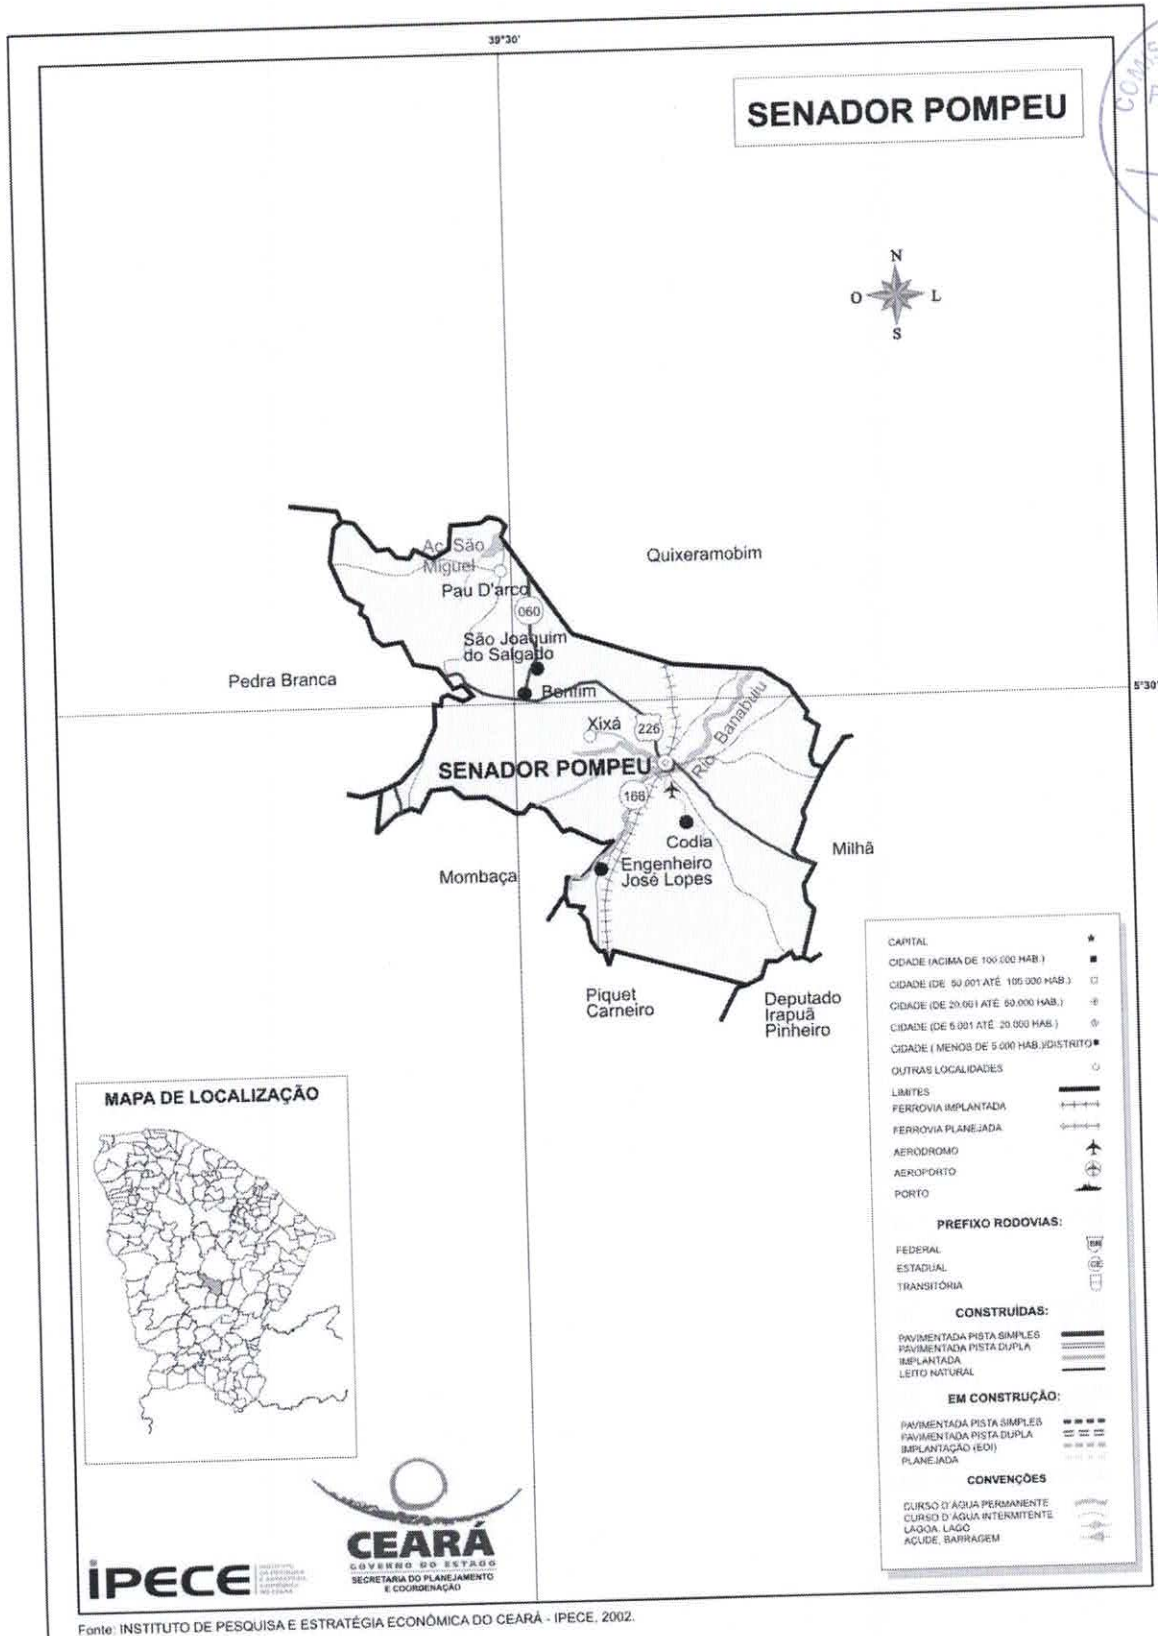 39°30'
SENADOR POMPEU
COMIS
N
O L
S
Quixeramobim
Aç. São
Miguel
Pau D'arco
060
São Joaquim
do Salgado
Pedra Branca
Bonfim
5°30'
Xixá
226
Rio Banabuiu
SENADOR POMPEU
168
Codia
Milhã
Engenheiro
José Lopes
Mombaça
Piquet
Carneiro
Deputado
Irapuã
Pinheiro
CAPITAL
CIDADE (ACIMA DE 100.000 HAB.)
CIDADE (DE 50.001 ATÉ 100.000 HAB.)
CIDADE (DE 20.001 ATÉ 50.000 HAB.)
CIDADE (DE 5.001 ATÉ 20.000 HAB.)
CIDADE ( MENOS DE 5.000 HAB.)/DISTRITO
OUTRAS LOCALIDADES
LIMITES
FERROVIA IMPLANTADA
FERROVIA PLANEJADA
AERÓDROMO
AEROPORTO
PORTO
PREFIXO RODOVIAS:
FEDERAL BR
ESTADUAL CE
TRANSITÓRIA
CONSTRUÍDAS:
PAVIMENTADA PISTA SIMPLES
PAVIMENTADA PISTA DUPLA
IMPLANTADA
LEITO NATURAL
EM CONSTRUÇÃO:
PAVIMENTADA PISTA SIMPLES
PAVIMENTADA PISTA DUPLA
IMPLANTAÇÃO (EOI)
PLANEJADA
CONVENÇÕES
CURSO D'ÁGUA PERMANENTE
CURSO D'ÁGUA INTERMITENTE
LAGOA, LAGO
AÇUDE, BARRAGEM
MAPA DE LOCALIZAÇÃO
CEARÁ
GOVERNO DO ESTADO
SECRETARIA DO PLANEJAMENTO
E COORDENAÇÃO
IPECE
Fonte: INSTITUTO DE PESQUISA E ESTRATÉGIA ECONÔMICA DO CEARÁ - IPECE, 2002.